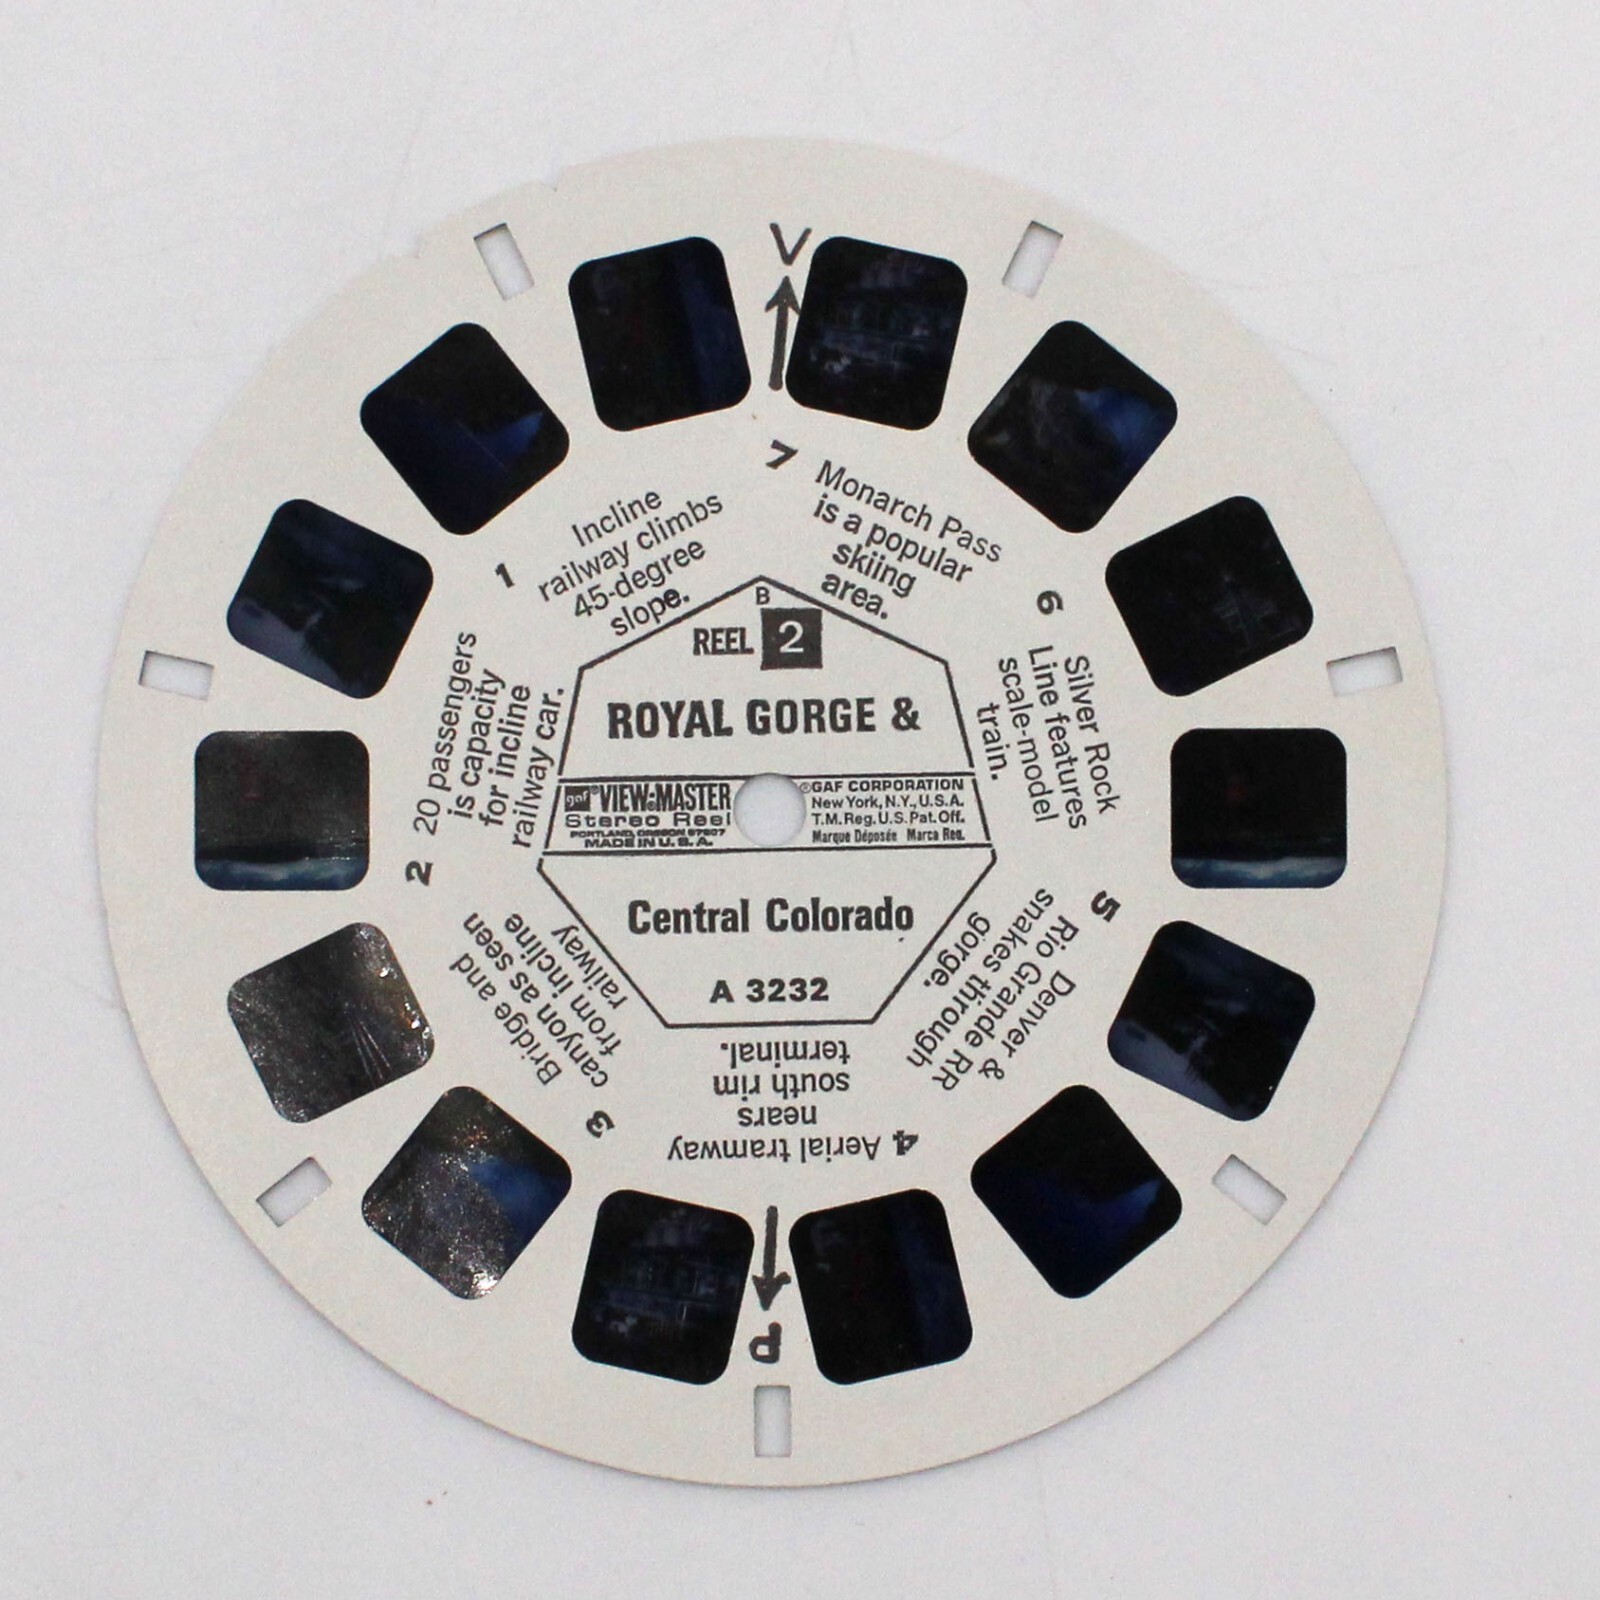 V
7 Monarch Pass
is a popular
skiing
area.
1 Incline
railway climbs
45-degree
slope.
B
REEL 2
ROYAL GORGE &
gaf ® VIEW-MASTER
Stereo Reel
PORTLAND, OREGON 97207
MADE IN U.S.A.
© GAF CORPORATION
New York, N.Y., U.S.A.
T.M. Reg. U.S. Pat. Off.
Marque Déposée Marca Reg.
Central Colorado
A 3232
2 20 passengers
is capacity
for incline
railway car.
3 Bridge and
canyon as seen
from incline
railway
4 Aerial tramway
nears
south rim
terminal.
5 Denver &
Rio Grande RR
snakes through
gorge.
6 Silver Rock
Line features
scale-model
train.
P